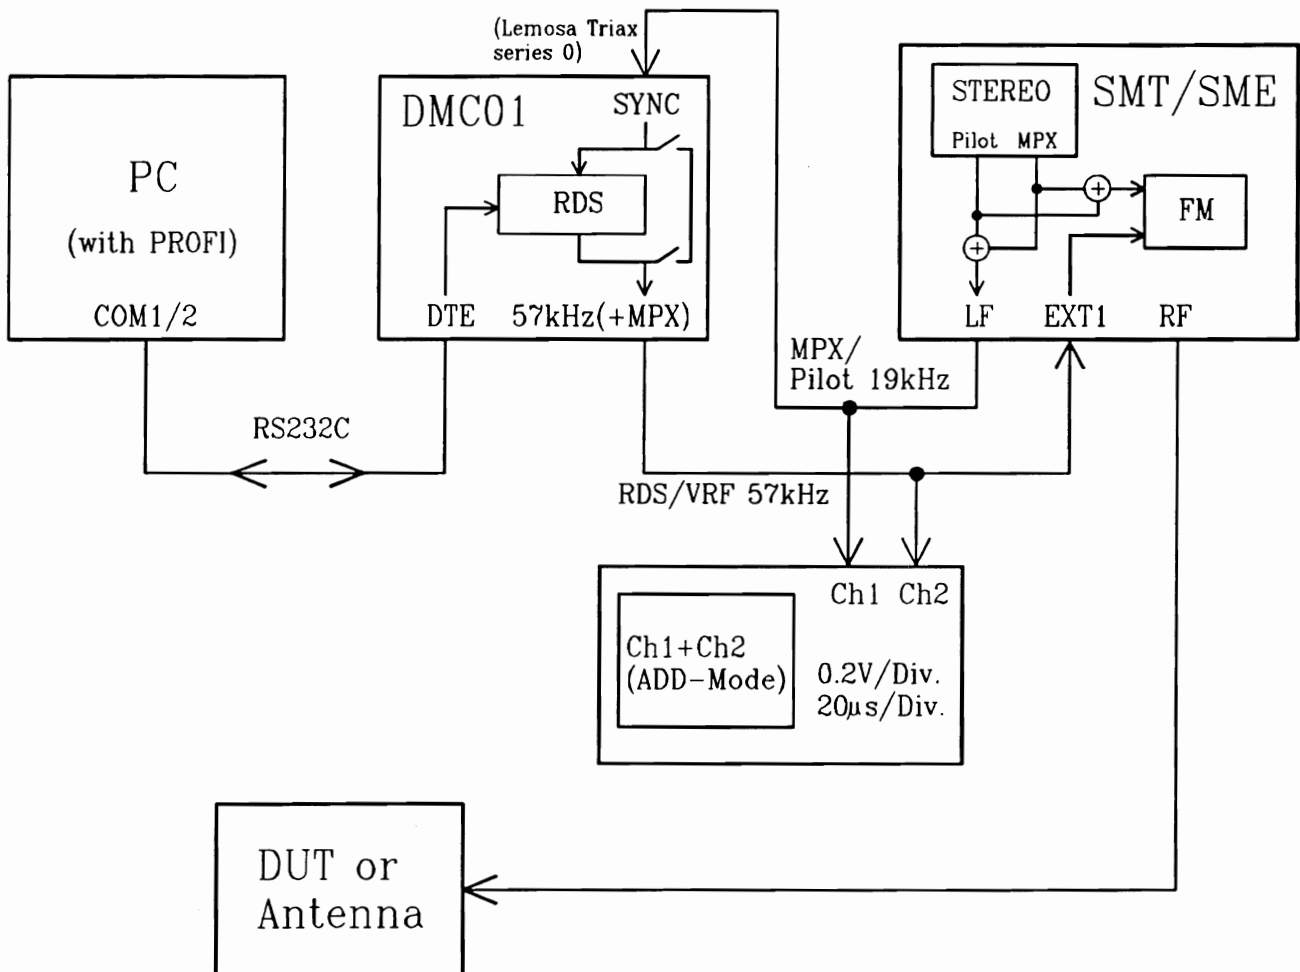 (Lemosa Triax
series 0)
PC
(with PROFI)
COM1/2
DMC01
SYNC
RDS
DTE
57kHz(+MPX)
SMT/SME
STEREO
Pilot
MPX
FM
LF
EXT1
RF
MPX/
Pilot 19kHz
RS232C
RDS/VRF 57kHz
Ch1 Ch2
Ch1+Ch2
(ADD-Mode)
0.2V/Div.
20µs/Div.
DUT or
Antenna